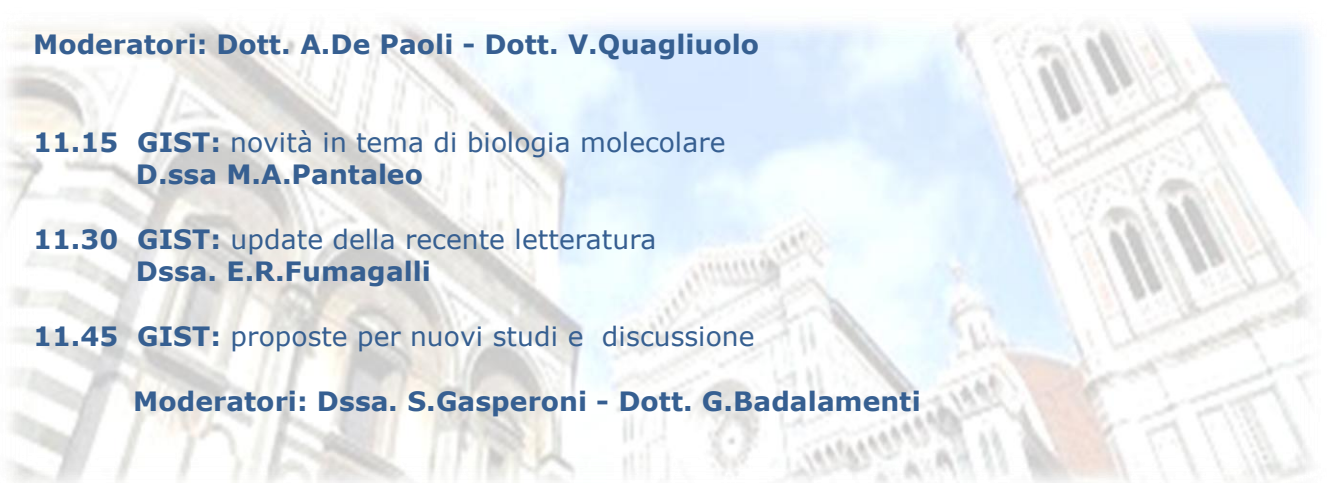 Moderatori: Dott. A.De Paoli - Dott. V.Quagliuolo
11.15 GIST: novità in tema di biologia molecolare
D.ssa M.A.Pantaleo
11.30 GIST: update della recente letteratura
Dssa. E.R.Fumagalli
11.45 GIST: proposte per nuovi studi e discussione
Moderatori: Dssa. S.Gasperoni - Dott. G.Badalamenti